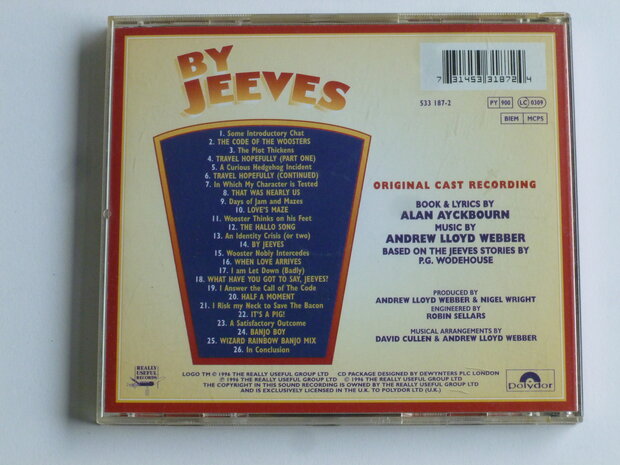 BY
JEEVES
1. Some Introductory Chat
2. THE CODE OF THE WOOSTERS
3. The Plot Thickens
4. TRAVEL HOPEFULLY (PART ONE)
5. A Curious Hedgehog Incident
6. TRAVEL HOPEFULLY (CONTINUED)
7. In Which My Character is Tested
8. THAT WAS NEARLY US
9. Days of Jam and Mazes
10. LOVE'S MAZE
11. Wooster Thinks on his Feet
12. THE HALLO SONG
13. An Identity Crisis (or two)
14. BY JEEVES
15. Wooster Nobly Intercedes
16. WHEN LOVE ARRIVES
17. I am Let Down (Badly)
18. WHAT HAVE YOU GOT TO SAY, JEEVES?
19. I Answer the Call of The Code
20. HALF A MOMENT
21. I Risk my Neck to Save The Bacon
22. IT'S A PIG!
23. A Satisfactory Outcome
24. BANJO BOY
25. WIZARD RAINBOW BANJO MIX
26. In Conclusion
7 31453 31872 4
533 187-2
PY 900
LC 0309
BIEM MCPS
ORIGINAL CAST RECORDING
BOOK & LYRICS BY
ALAN AYCKBOURN
MUSIC BY
ANDREW LLOYD WEBBER
BASED ON THE JEEVES STORIES BY
P.G. WODEHOUSE
PRODUCED BY
ANDREW LLOYD WEBBER & NIGEL WRIGHT
ENGINEERED BY
ROBIN SELLARS
MUSICAL ARRANGEMENTS BY
DAVID CULLEN & ANDREW LLOYD WEBBER
REALLY
USEFUL
RECORDS
LOGO TM © 1996 THE REALLY USEFUL GROUP LTD CD PACKAGE DESIGNED BY DEWYNTERS PLC LONDON
℗ 1996 THE REALLY USEFUL GROUP LTD © 1996 THE REALLY USEFUL GROUP LTD
THE COPYRIGHT IN THIS SOUND RECORDING IS OWNED BY THE REALLY USEFUL GROUP LTD
AND IS EXCLUSIVELY LICENSED IN THE U.K. TO POLYDOR LTD (U.K.)
polydor